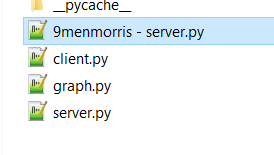 __pycache__
9menmorris - server.py
client.py
graph.py
server.py